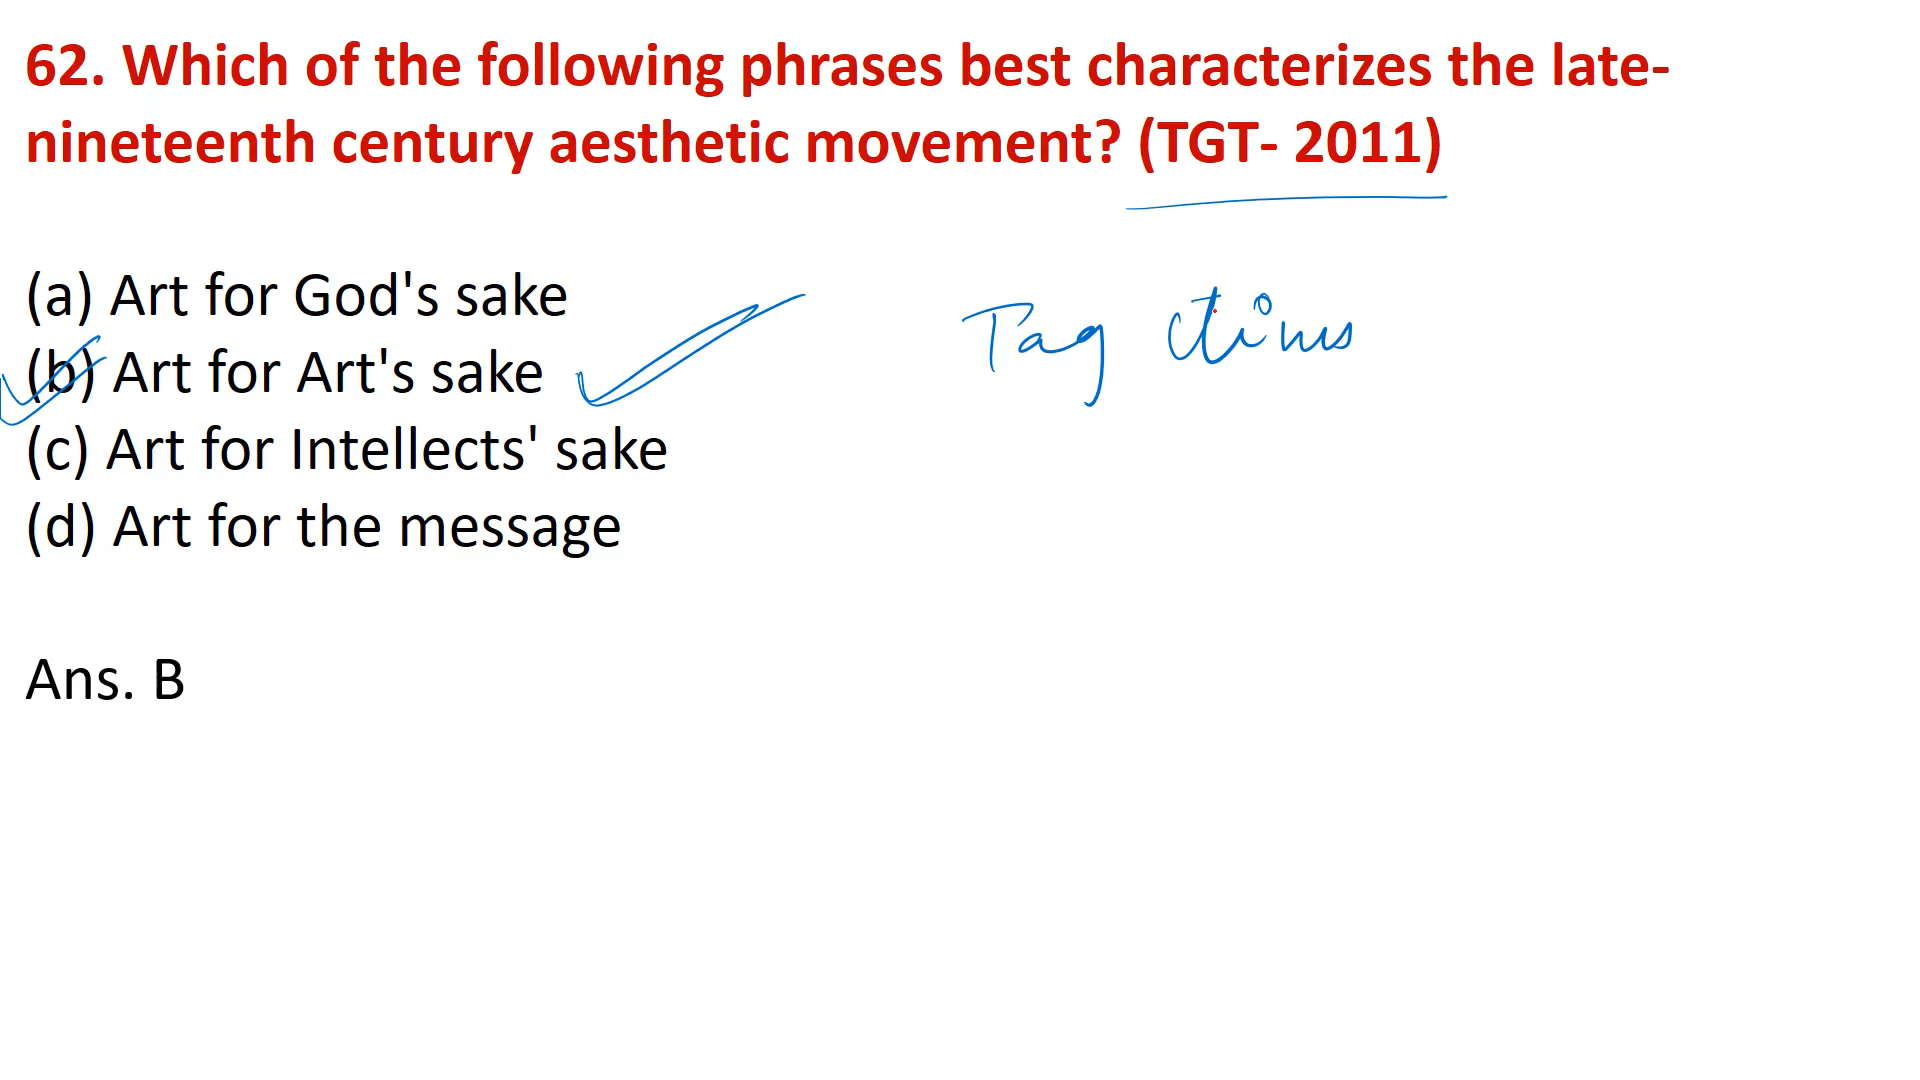 62. Which of the following phrases best characterizes the late-
nineteenth century aesthetic movement? (TGT- 2011)
(a) Art for God's sake
(b) Art for Art's sake
(c) Art for Intellects' sake
(d) Art for the message
Tag
Ans. B